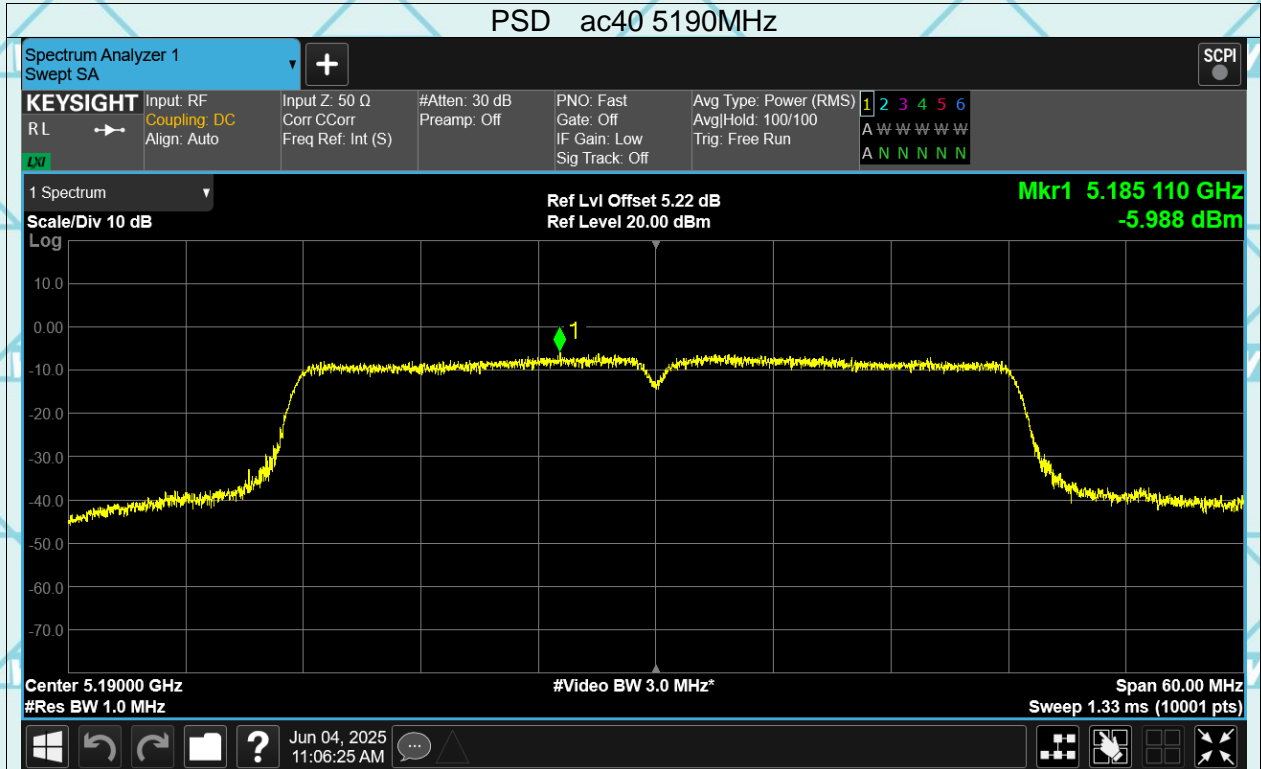 PSD ac40 5190MHz
Spectrum Analyzer 1
Swept SA
+
SCPI
KEYSIGHT
RL
LXI
Input: RF
Coupling: DC
Align: Auto
Input Z: 50 Ω
Corr CCorr
Freq Ref: Int (S)
#Atten: 30 dB
Preamp: Off
PNO: Fast
Gate: Off
IF Gain: Low
Sig Track: Off
Avg Type: Power (RMS)
Avg|Hold: 100/100
Trig: Free Run
1 2 3 4 5 6
A W W W W W
A N N N N N
1 Spectrum
Scale/Div 10 dB
Log
Ref Lvl Offset 5.22 dB
Ref Level 20.00 dBm
Mkr1 5.185 110 GHz
-5.988 dBm
10.0
0.00
1
-10.0
-20.0
-30.0
-40.0
-50.0
-60.0
-70.0
Center 5.19000 GHz
#Video BW 3.0 MHz*
Span 60.00 MHz
#Res BW 1.0 MHz
Sweep 1.33 ms (10001 pts)
?
Jun 04, 2025
11:06:25 AM